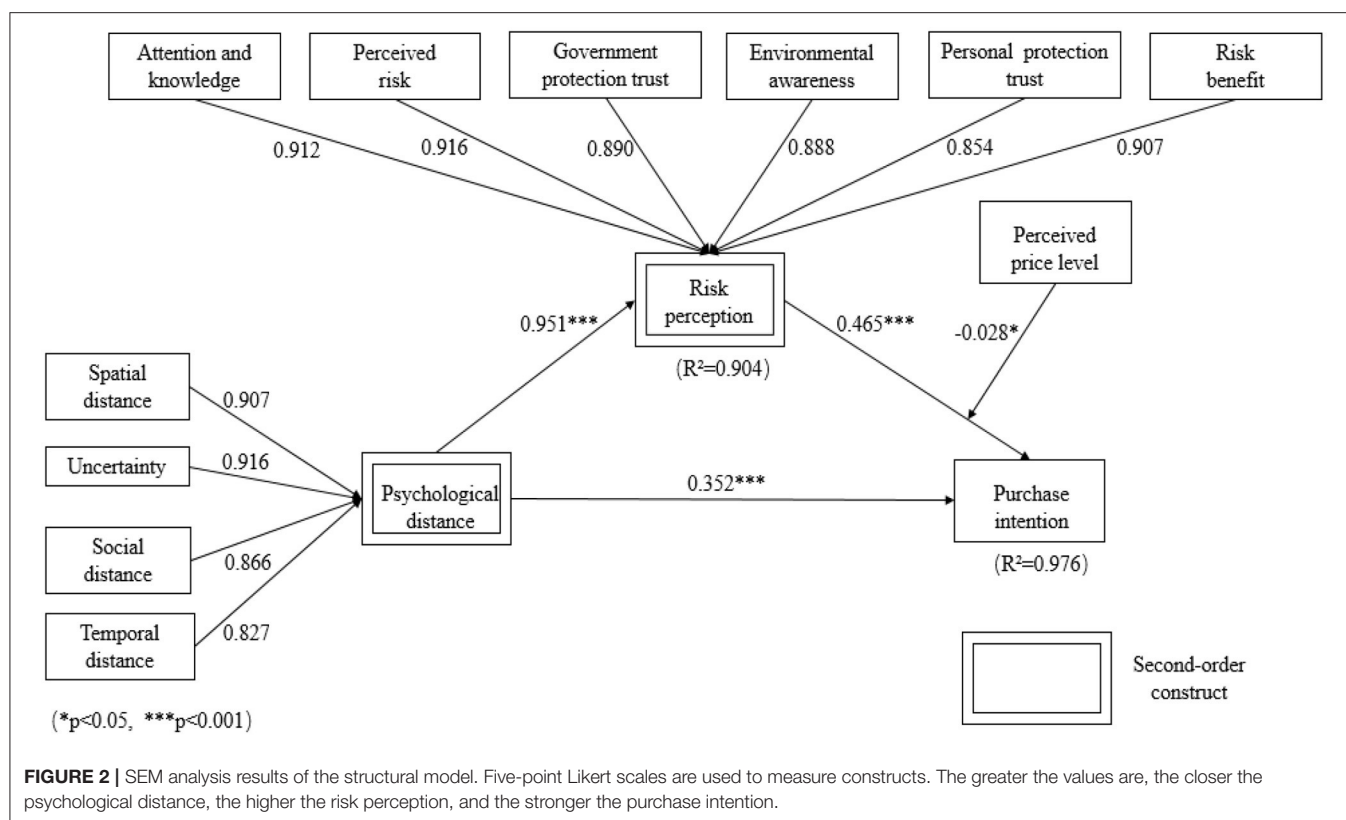 Attention and
knowledge
Perceived
risk
Government
protection trust
Environmental
awareness
Personal protection
trust
Risk
benefit
0.912
0.916
0.890
0.888
0.854
0.907
Perceived
price level
Risk
perception
0.951***
0.465***
-0.028*
(R²=0.904)
Spatial
distance
0.907
Uncertainty
0.916
Psychological
distance
0.352***
Purchase
intention
Social
distance
0.866
(R²=0.976)
Temporal
distance
0.827
Second-order
construct
(*p<0.05, ***p<0.001)
FIGURE 2 | SEM analysis results of the structural model. Five-point Likert scales are used to measure constructs. The greater the values are, the closer the
psychological distance, the higher the risk perception, and the stronger the purchase intention.